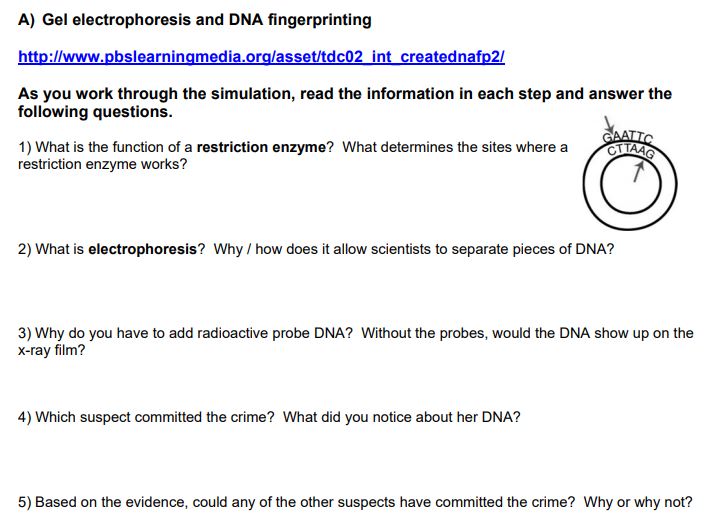 A) Gel electrophoresis and DNA fingerprinting
http://www.pbslearningmedia.org/asset/tdc02_int_creatednafp2/
As you work through the simulation, read the information in each step and answer the
following questions.
GAATTC
CTTAAG
1) What is the function of a restriction enzyme? What determines the sites where a
restriction enzyme works?
2) What is electrophoresis? Why / how does it allow scientists to separate pieces of DNA?
3) Why do you have to add radioactive probe DNA? Without the probes, would the DNA show up on the
x-ray film?
4) Which suspect committed the crime? What did you notice about her DNA?
5) Based on the evidence, could any of the other suspects have committed the crime? Why or why not?